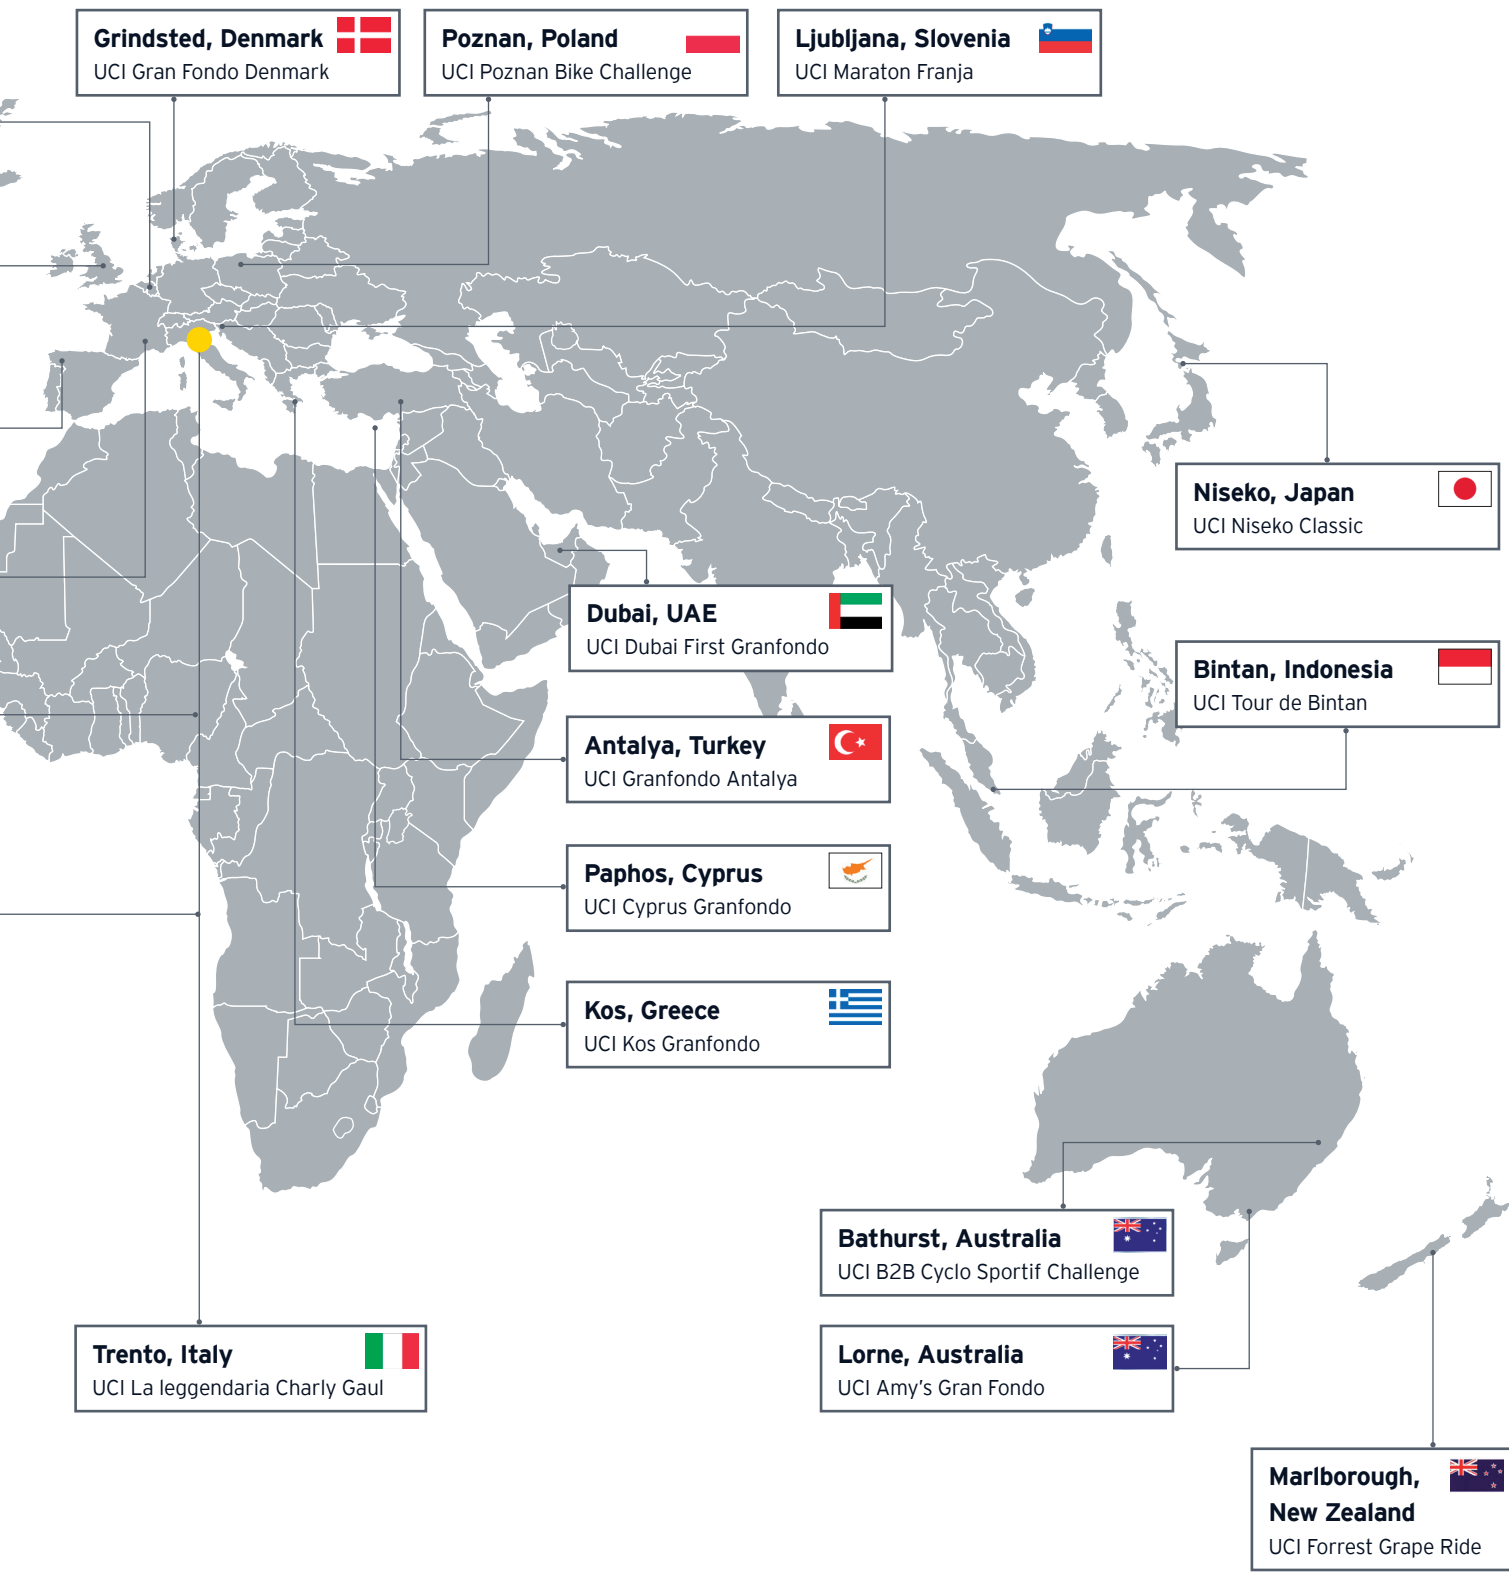 Grindsted, Denmark
UCI Gran Fondo Denmark
Poznan, Poland
UCI Poznan Bike Challenge
Ljubljana, Slovenia
UCI Maraton Franja
Niseko, Japan
UCI Niseko Classic
Dubai, UAE
UCI Dubai First Granfondo
Bintan, Indonesia
UCI Tour de Bintan
Antalya, Turkey
UCI Granfondo Antalya
Paphos, Cyprus
UCI Cyprus Granfondo
Kos, Greece
UCI Kos Granfondo
Bathurst, Australia
UCI B2B Cyclo Sportif Challenge
Trento, Italy
UCI La leggendaria Charly Gaul
Lorne, Australia
UCI Amy's Gran Fondo
Marlborough,
New Zealand
UCI Forrest Grape Ride